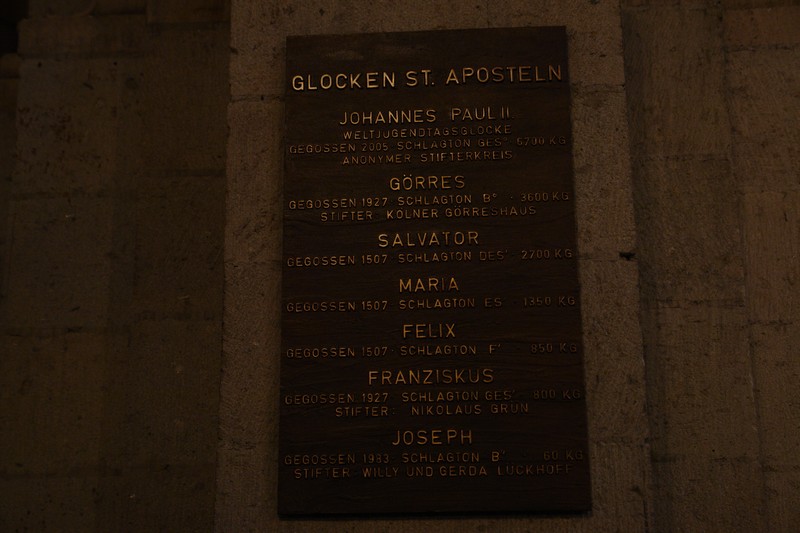 GLOCKEN ST. APOSTELN
JOHANNES PAUL II.
WELTJUGENDTAGSGLOCKE
GEGOSSEN 2005· SCHLAGTON GES° 6700 KG
ANONYMER STIFTERKREIS
GÖRRES
GEGOSSEN 1927· SCHLAGTON B° · 3600 KG
STIFTER: KÖLNER GÖRRESHAUS
SALVATOR
GEGOSSEN 1507· SCHLAGTON DES' · 2700 KG
MARIA
GEGOSSEN 1507· SCHLAGTON ES' · 1350 KG
FELIX
GEGOSSEN 1507· SCHLAGTON F' 850 KG
FRANZISKUS
GEGOSSEN 1927· SCHLAGTON GES' · 800 KG
STIFTER: NIKOLAUS GRÜN
JOSEPH
GEGOSSEN 1983· SCHLAGTON B' 60 KG
STIFTER· WILLY UND GERDA LÜCKHOFF